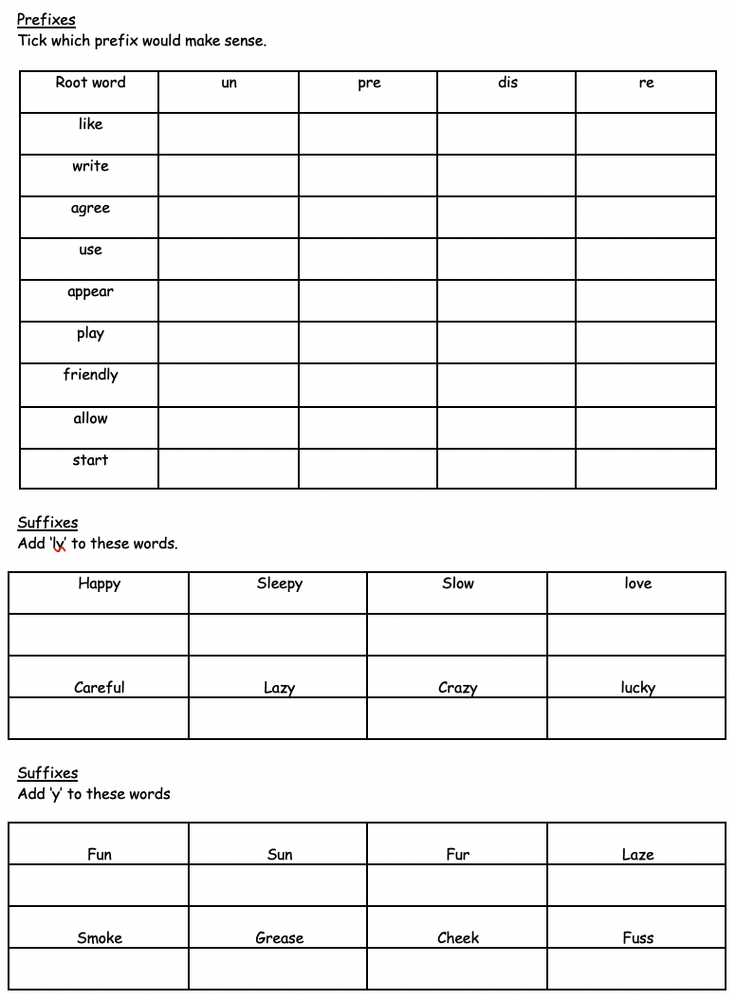 Prefixes
Tick which prefix would make sense.
Root word un pre dis re
like
write
agree
use
appear
play
friendly
allow
start
Suffixes
Add ‘ly’ to these words.
Happy Sleepy Slow love
Careful Lazy Crazy lucky
Suffixes
Add ‘y’ to these words
Fun Sun Fur Laze
Smoke Grease Cheek Fuss